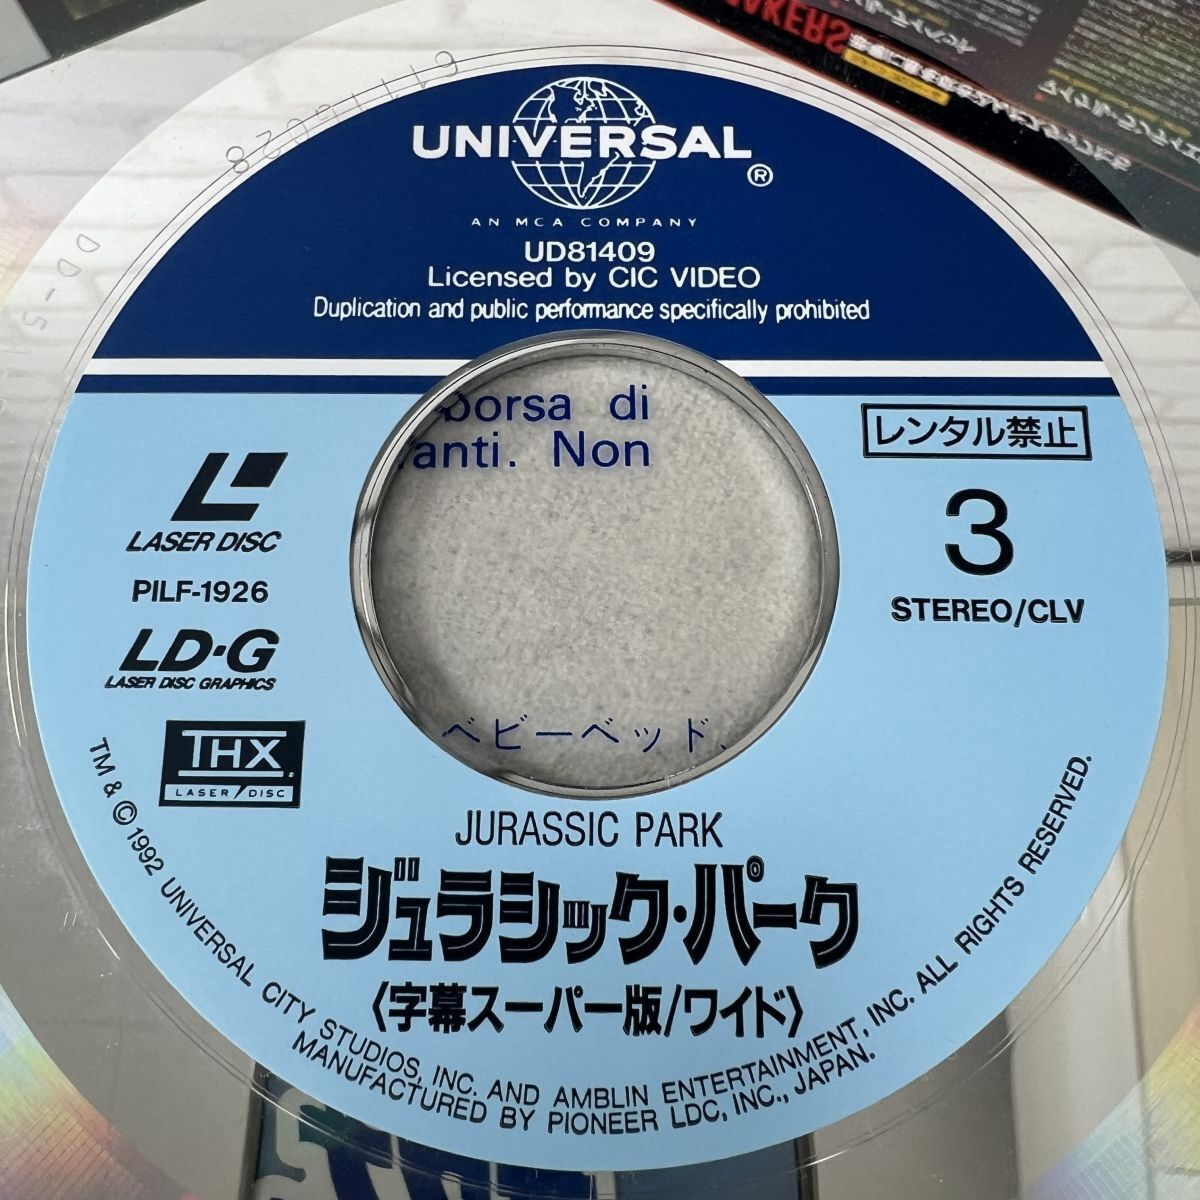 UNIVERSAL®
AN MCA COMPANY
UD81409
Licensed by CIC VIDEO
Duplication and public performance specifically prohibited
borsa di
anti. Non
レンタル禁止
3
STEREO/CLV
LASER DISC
PILF-1926
LD・G
LASER DISC GRAPHICS
THX
LASER DISC
ベビーベッド、
JURASSIC PARK
ジュラシック・パーク
〈字幕スーパー版/ワイド〉
TM & © 1992 UNIVERSAL CITY STUDIOS, INC. AND AMBLIN ENTERTAINMENT, INC. ALL RIGHTS RESERVED.
MANUFACTURED BY PIONEER LDC, INC., JAPAN.